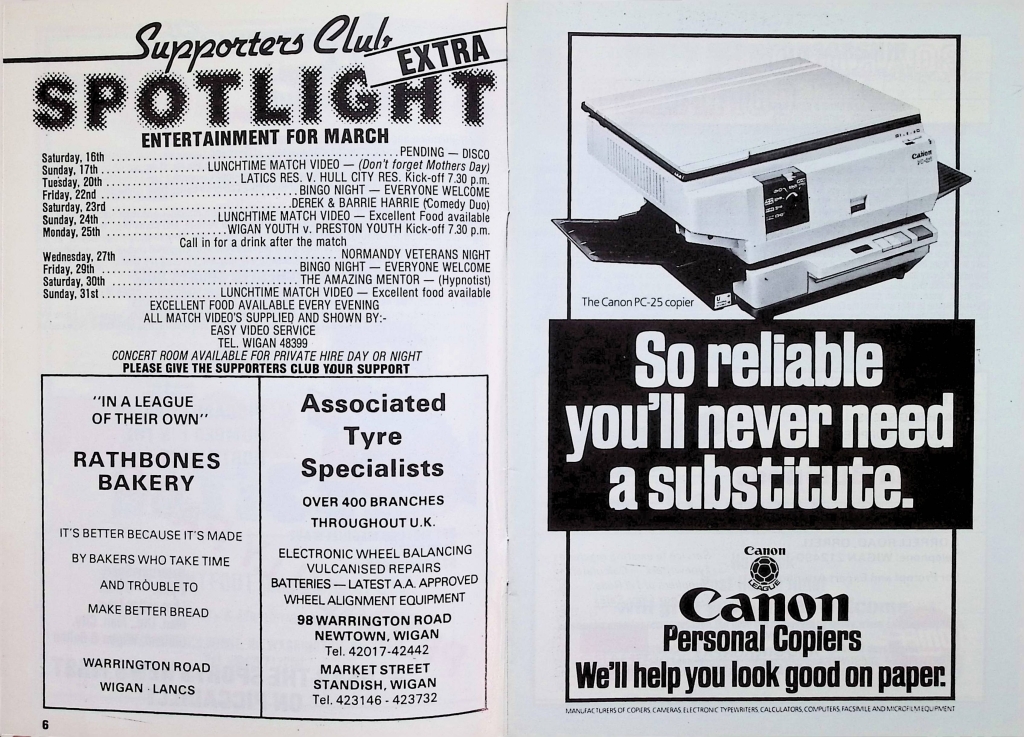 Supporters Club
EXTRA
SPOTLIGHT
ENTERTAINMENT FOR MARCH
Saturday, 16th ........ PENDING — DISCO
Sunday, 17th ........ LUNCHTIME MATCH VIDEO — (Don't forget Mothers Day)
Tuesday, 20th ........ LATICS RES. V. HULL CITY RES. Kick-off 7.30 p.m.
Friday, 22nd ........ BINGO NIGHT — EVERYONE WELCOME
Saturday, 23rd ........ DEREK & BARRIE HARRIE (Comedy Duo)
Sunday, 24th ........ LUNCHTIME MATCH VIDEO — Excellent Food available
Monday, 25th ........ WIGAN YOUTH v. PRESTON YOUTH Kick-off 7.30 p.m.
Call in for a drink after the match
Wednesday, 27th ........ NORMANDY VETERANS NIGHT
Friday, 29th ........ BINGO NIGHT — EVERYONE WELCOME
Saturday, 30th ........ THE AMAZING MENTOR — (Hypnotist)
Sunday, 31st ........ LUNCHTIME MATCH VIDEO — Excellent food available
EXCELLENT FOOD AVAILABLE EVERY EVENING
ALL MATCH VIDEO'S SUPPLIED AND SHOWN BY:-
EASY VIDEO SERVICE
TEL. WIGAN 48399
CONCERT ROOM AVAILABLE FOR PRIVATE HIRE DAY OR NIGHT
PLEASE GIVE THE SUPPORTERS CLUB YOUR SUPPORT
"IN A LEAGUE
OF THEIR OWN"
RATHBONES
BAKERY
IT'S BETTER BECAUSE IT'S MADE
BY BAKERS WHO TAKE TIME
AND TROUBLE TO
MAKE BETTER BREAD
WARRINGTON ROAD
WIGAN · LANCS
Associated
Tyre
Specialists
OVER 400 BRANCHES
THROUGHOUT U.K.
ELECTRONIC WHEEL BALANCING
VULCANISED REPAIRS
BATTERIES — LATEST A.A. APPROVED
WHEEL ALIGNMENT EQUIPMENT
98 WARRINGTON ROAD
NEWTOWN, WIGAN
Tel. 42017-42442
MARKET STREET
STANDISH, WIGAN
Tel. 423146 - 423732
6
Canon
PC-25
The Canon PC-25 copier
So reliable
you'll never need
a substitute.
Canon
LEAGUE
Canon
Personal Copiers
We'll help you look good on paper.
MANUFACTURERS OF COPIERS, CAMERAS, ELECTRONIC TYPEWRITERS, CALCULATORS, COMPUTERS, FACSIMILE AND MICROFILM EQUIPMENT